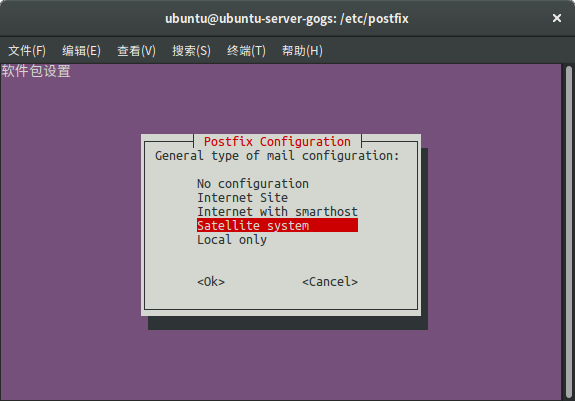 ubuntu@ubuntu-server-gogs: /etc/postfix
文件(F) 编辑(E) 查看(V) 搜索(S) 终端(T) 帮助(H)
软件包设置
Postfix Configuration
General type of mail configuration:
No configuration
Internet Site
Internet with smarthost
Satellite system
Local only
<Ok> <Cancel>